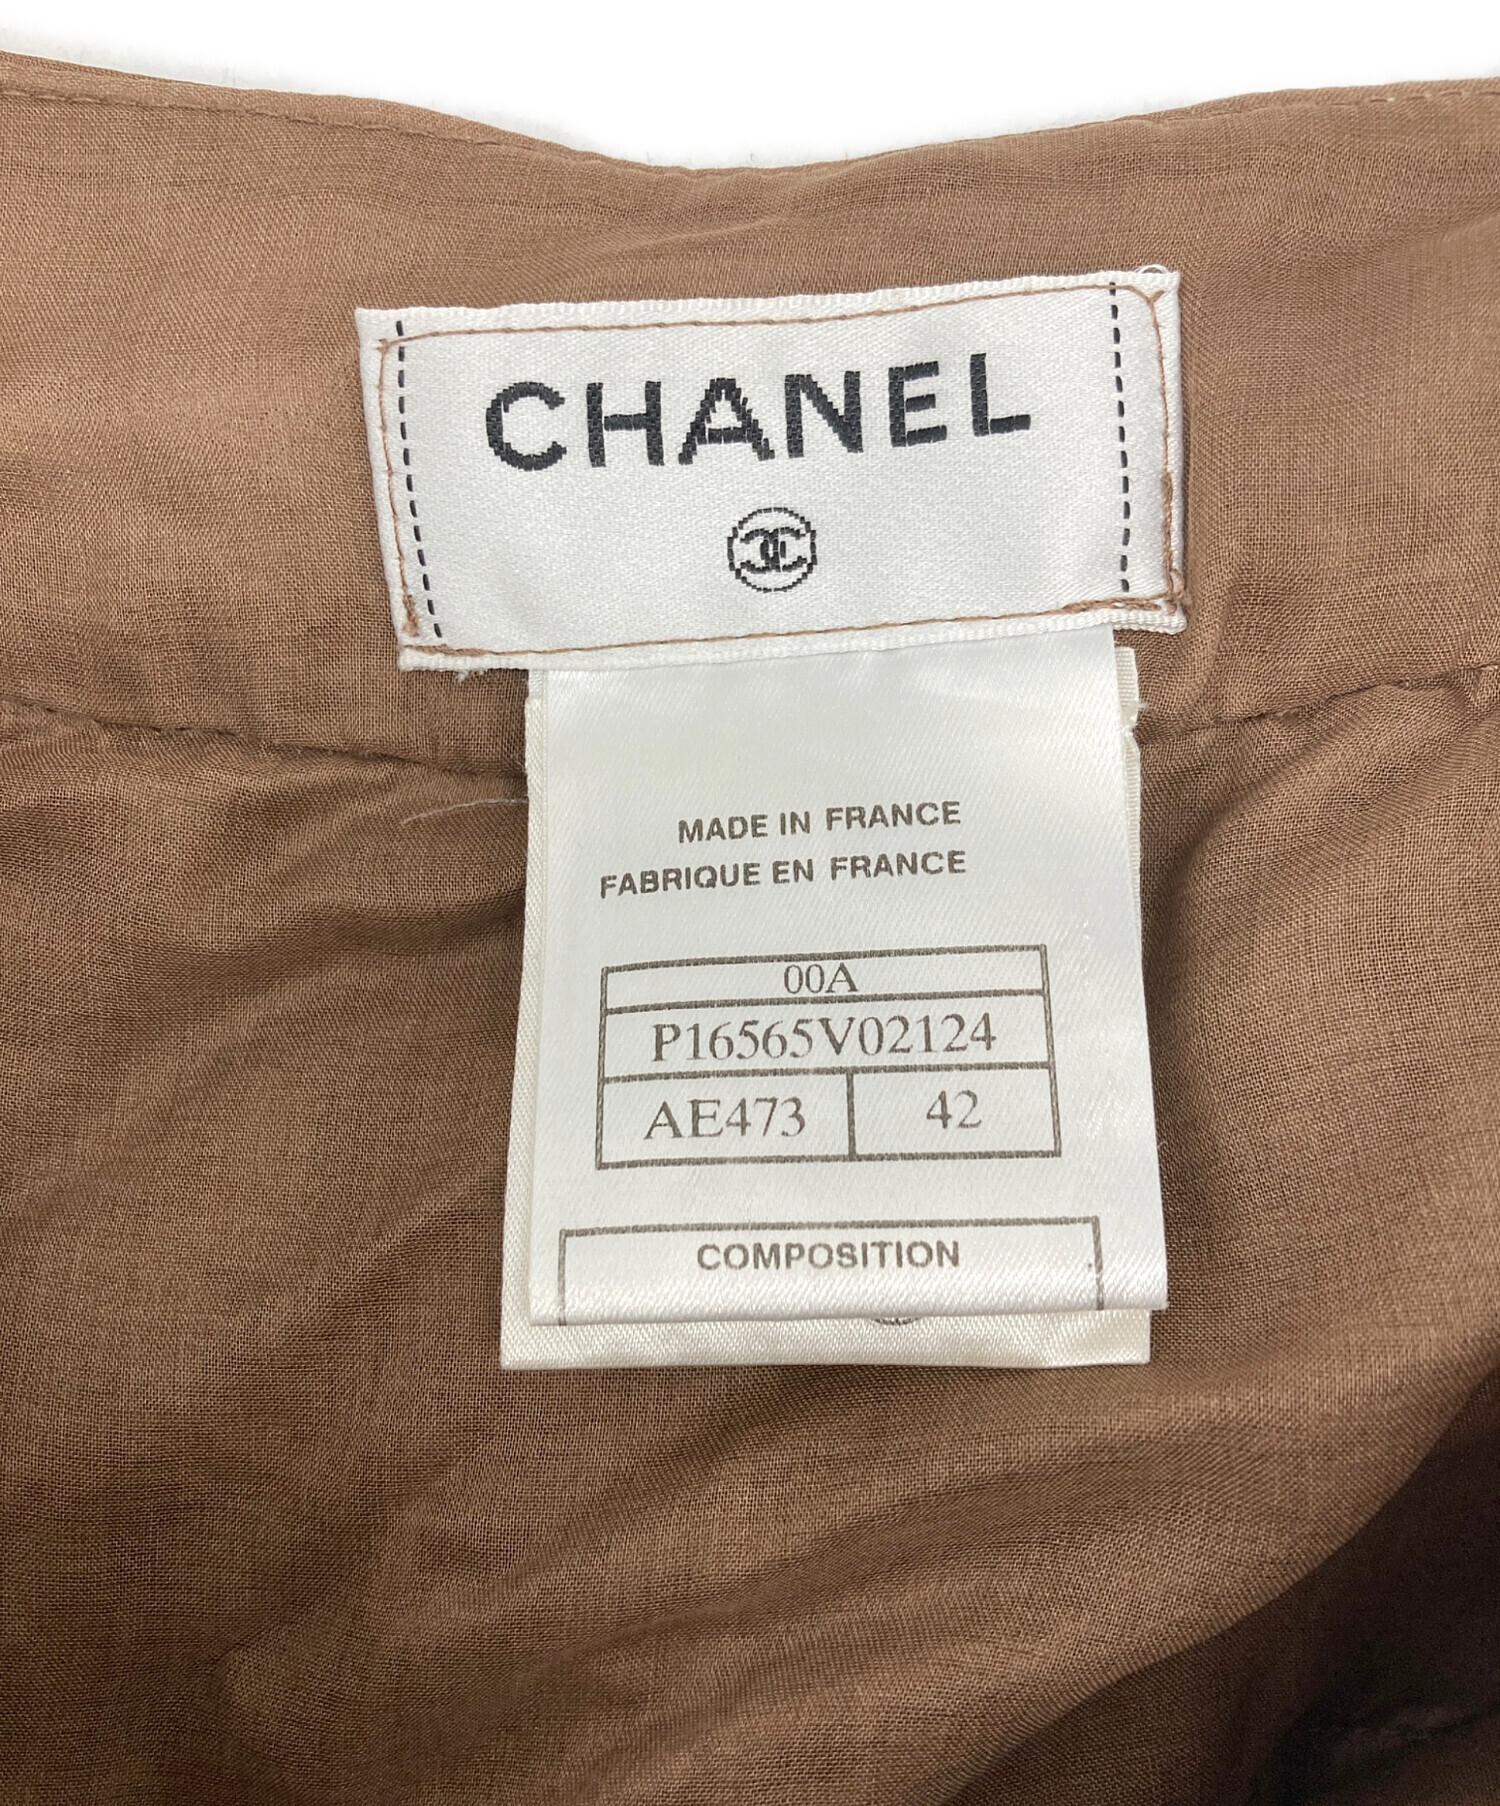 CHANEL
MADE IN FRANCE
FABRIQUE EN FRANCE
00A
P16565V02124
AE473 42
COMPOSITION